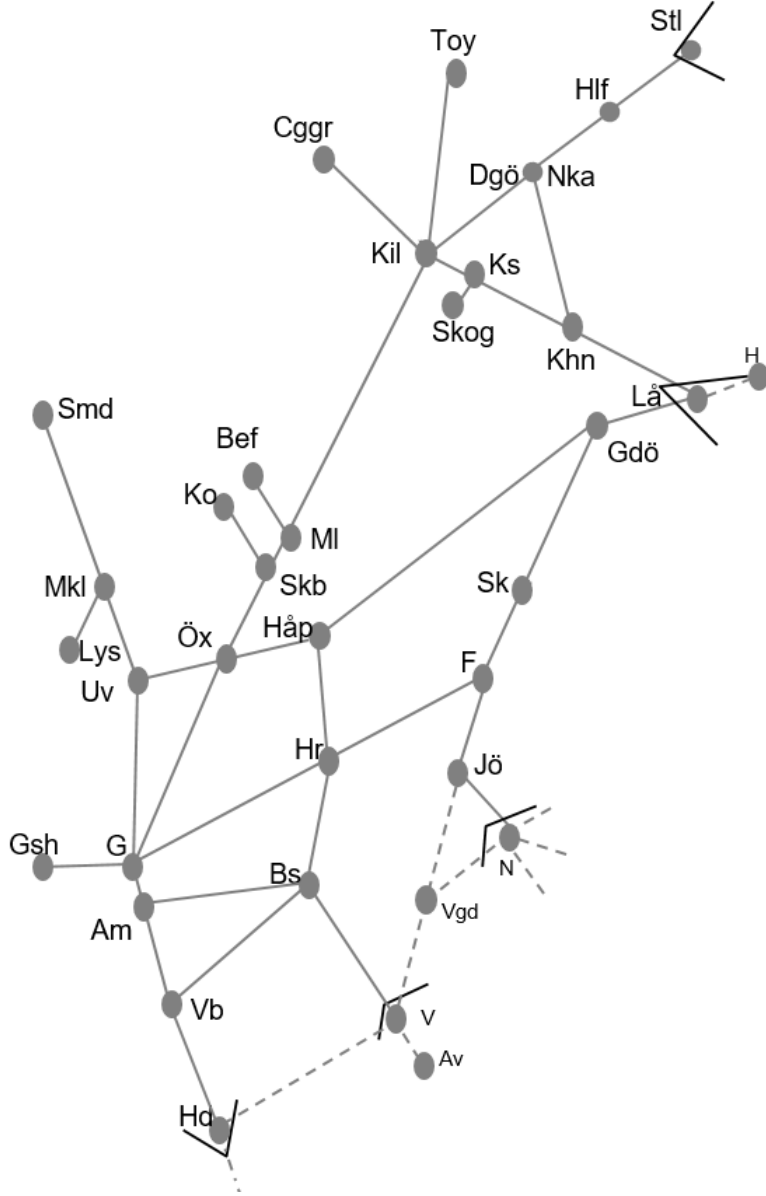 Stl
Toy
Hlf
Cggr
Dgö
Nka
Kil
Ks
Skog
Khn
H
Lå
Smd
Gdö
Bef
Ko
Ml
Mkl
Skb
Sk
Öx
Håp
Lys
F
Uv
Hr
Jö
Gsh
G
N
Bs
Am
Vgd
Vb
V
Av
Hd